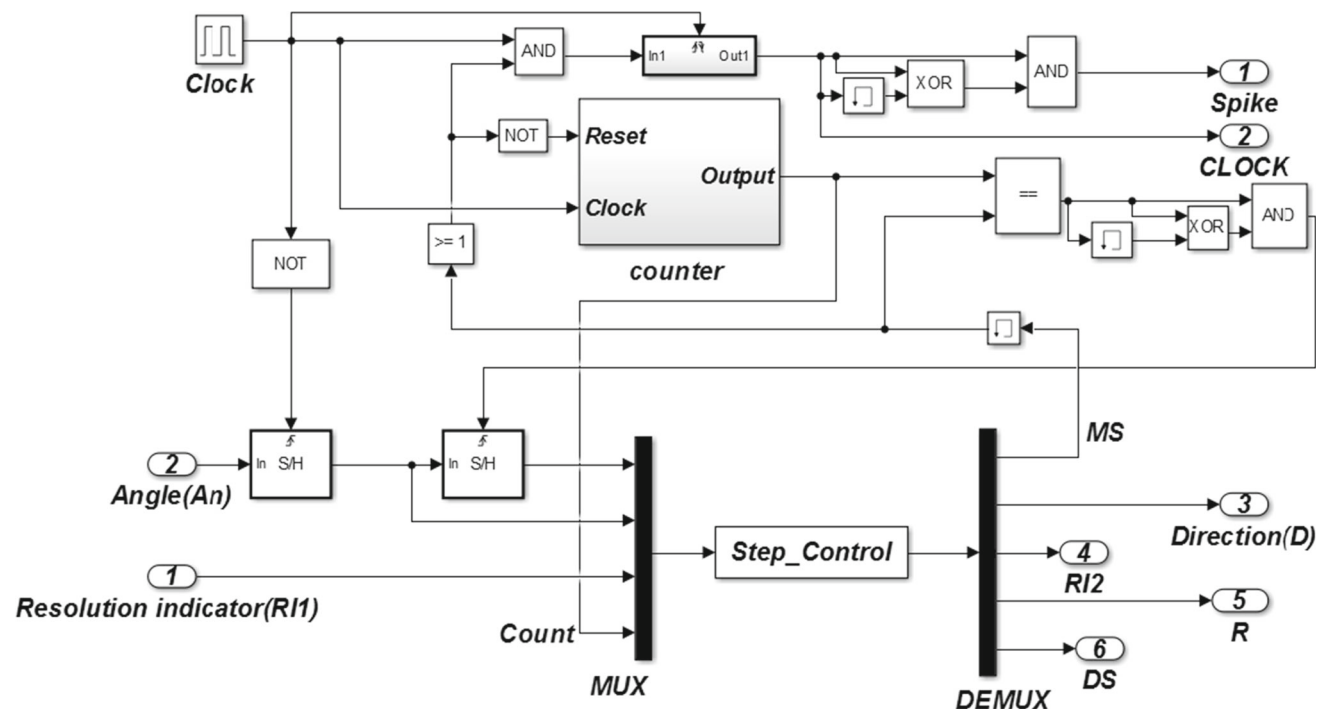 Clock
AND
In1
Out1
XOR
AND
1
Spike
2
CLOCK
NOT
Reset
Output
Clock
counter
>= 1
==
XOR
AND
NOT
MS
In S/H
In S/H
2
Angle(An)
1
Resolution indicator(RI1)
Count
MUX
Step_Control
DEMUX
3
Direction(D)
4
RI2
5
R
6
DS